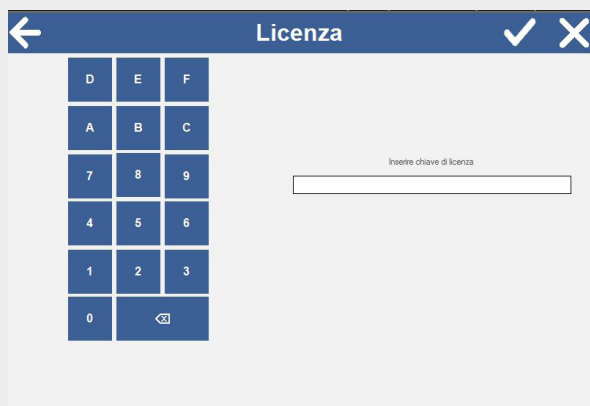 Licenza
D E F
A B C
7 8 9
4 5 6
1 2 3
0
Inserire chiave di licenza